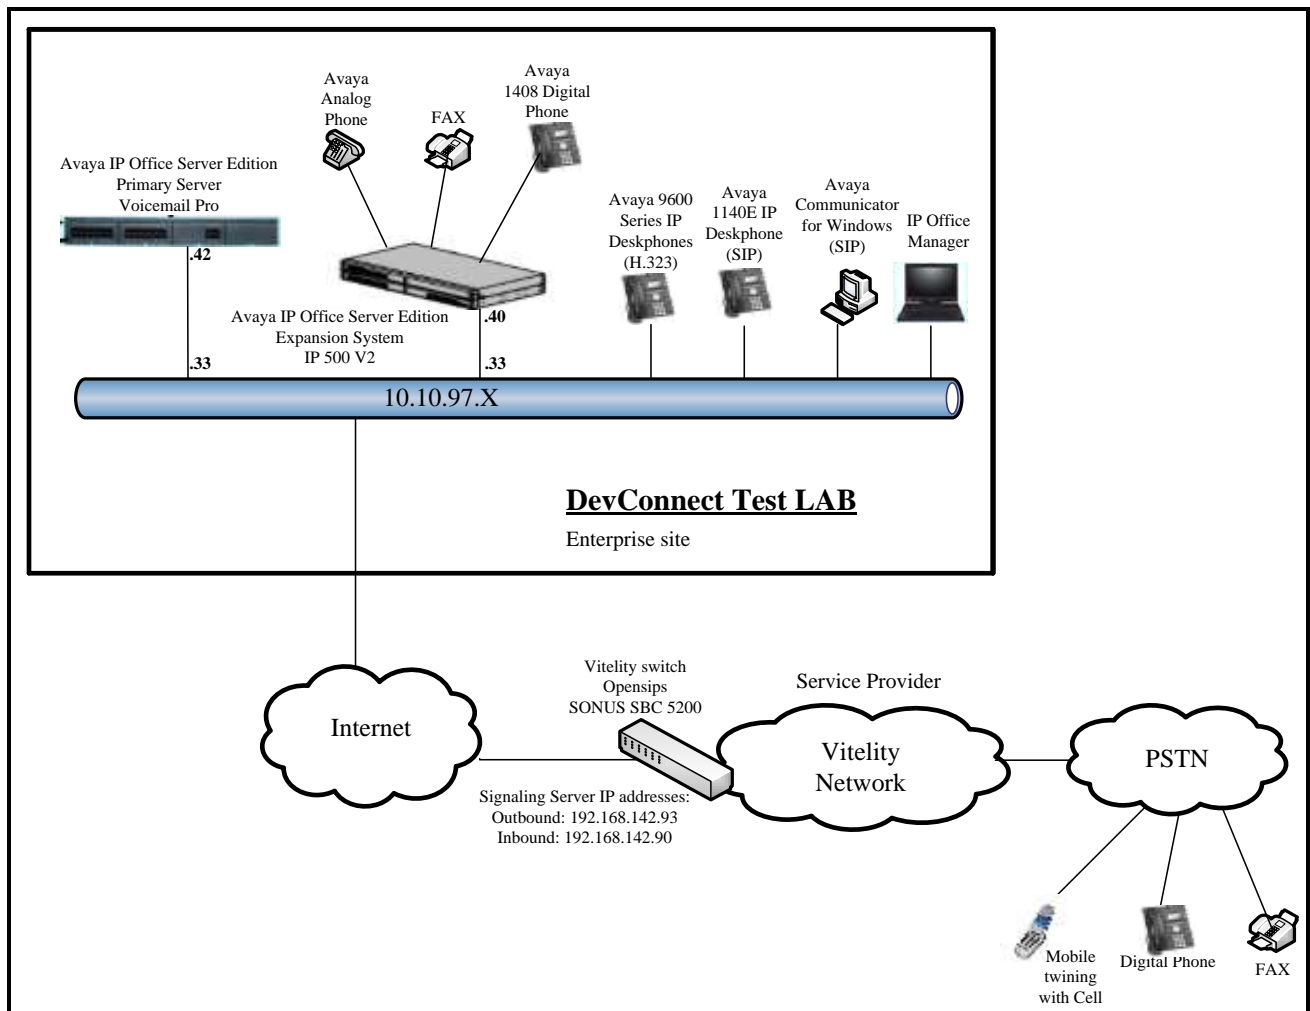 Avaya
Analog
Phone
FAX
Avaya
1408 Digital
Phone
Avaya IP Office Server Edition
Primary Server
Voicemail Pro
.42
.33
Avaya IP Office Server Edition
Expansion System
IP 500 V2
.40
.33
Avaya 9600
Series IP
Deskphones
(H.323)
Avaya
1140E IP
Deskphone
(SIP)
Avaya
Communicator
for Windows
(SIP)
IP Office
Manager
10.10.97.X
DevConnect Test LAB
Enterprise site
Internet
Vitelity switch
Opensips
SONUS SBC 5200
Signaling Server IP addresses:
Outbound: 192.168.142.93
Inbound: 192.168.142.90
Service Provider
Vitelity
Network
PSTN
Mobile
twining
with Cell
Digital Phone
FAX